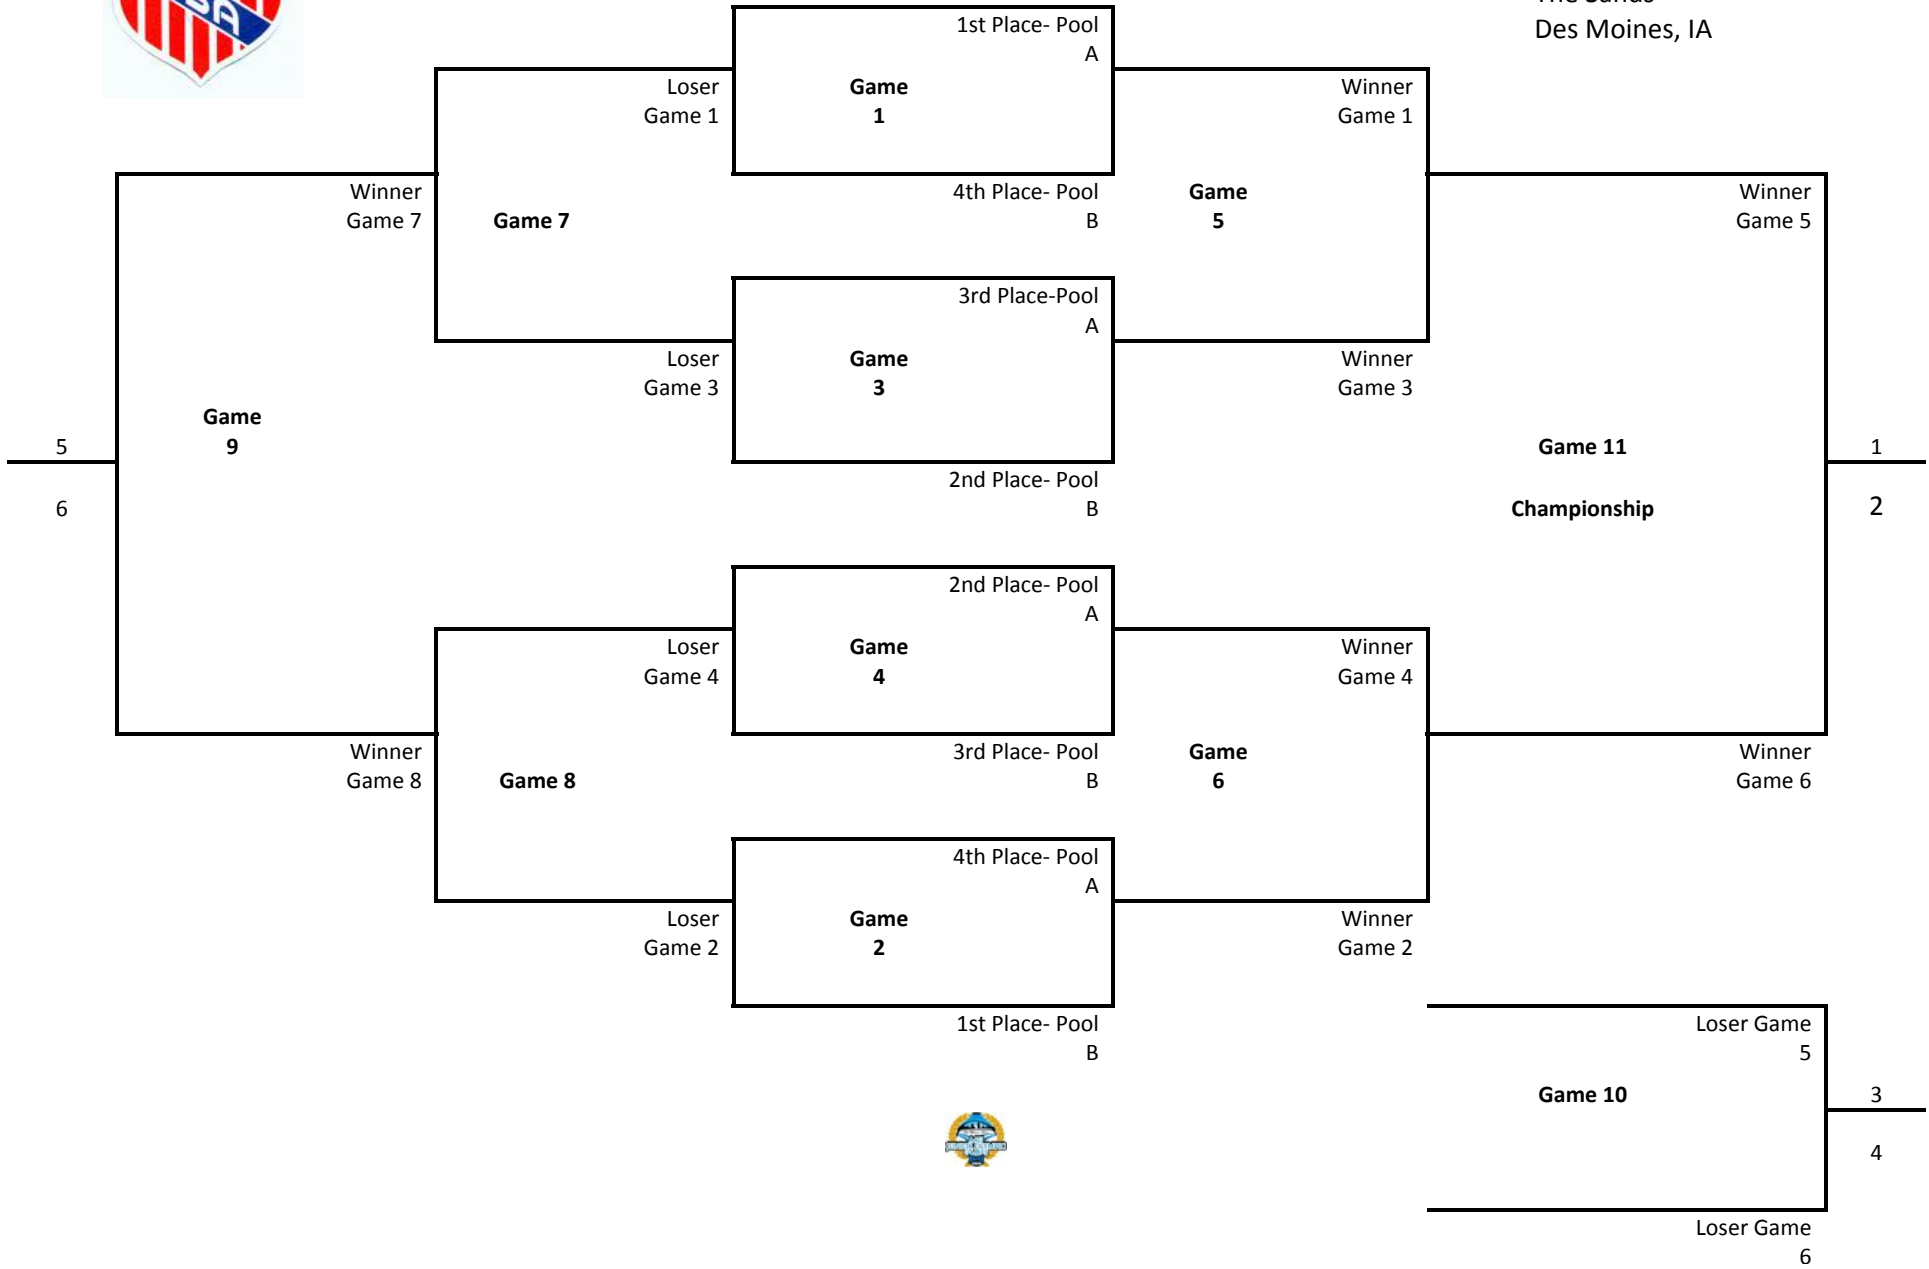 BA
Des Moines, IA
1st Place- Pool
A
Loser
Game 1
Game
1
Winner
Game 1
4th Place- Pool
B
Winner
Game 7
Game 7
Game
5
Winner
Game 5
3rd Place-Pool
A
Loser
Game 3
Game
3
Winner
Game 3
Game
9
5
6
2nd Place- Pool
B
Game 11
Championship
1
2
2nd Place- Pool
A
Loser
Game 4
Game
4
Winner
Game 4
3rd Place- Pool
B
Winner
Game 8
Game 8
Game
6
Winner
Game 6
4th Place- Pool
A
Loser
Game 2
Game
2
Winner
Game 2
1st Place- Pool
B
Loser Game
5
Game 10
3
4
Loser Game
6